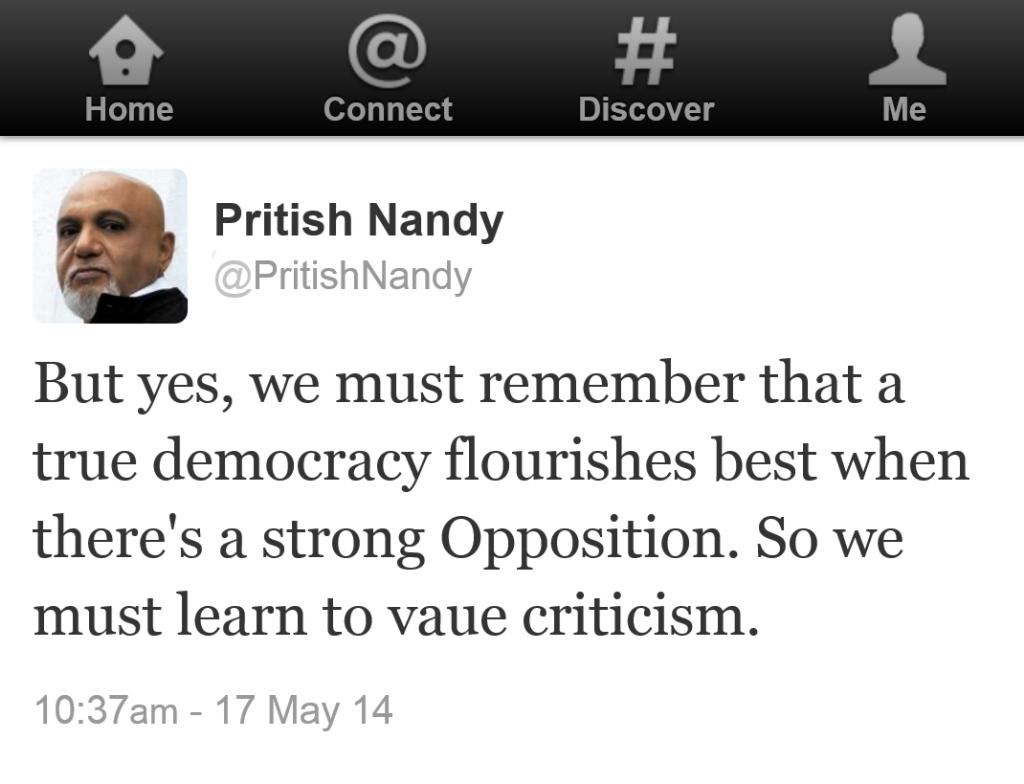 Home Connect Discover Me
Pritish Nandy
@PritishNandy
But yes, we must remember that a
true democracy flourishes best when
there's a strong Opposition. So we
must learn to vaue criticism.
10:37am - 17 May 14